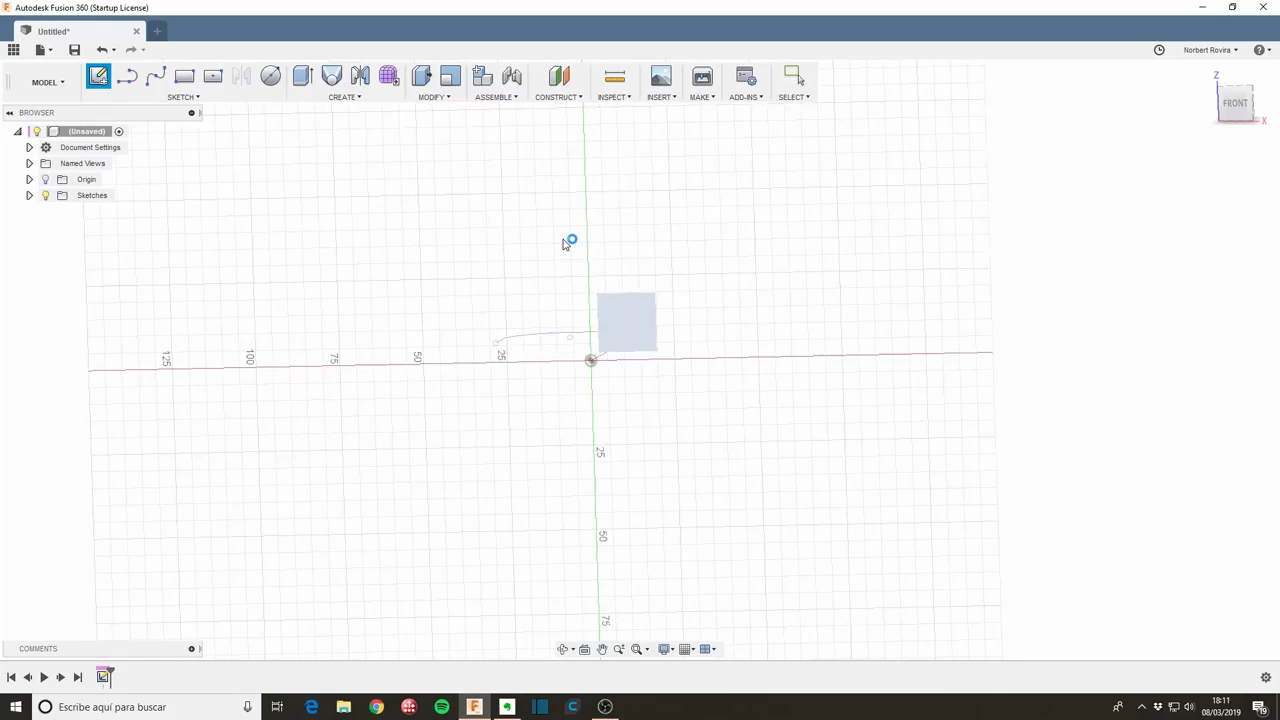 Autodesk Fusion 360 (Startup License)
Untitled*
Norbert Rovira
MODEL
SKETCH
CREATE
MODIFY
ASSEMBLE
CONSTRUCT
INSPECT
INSERT
MAKE
ADD-INS
SELECT
Z
FRONT
X
BROWSER
(Unsaved)
Document Settings
Named Views
Origin
Sketches
125
100
75
50
25
25
50
75
COMMENTS
Escribe aquí para buscar
18:11
08/03/2019
19